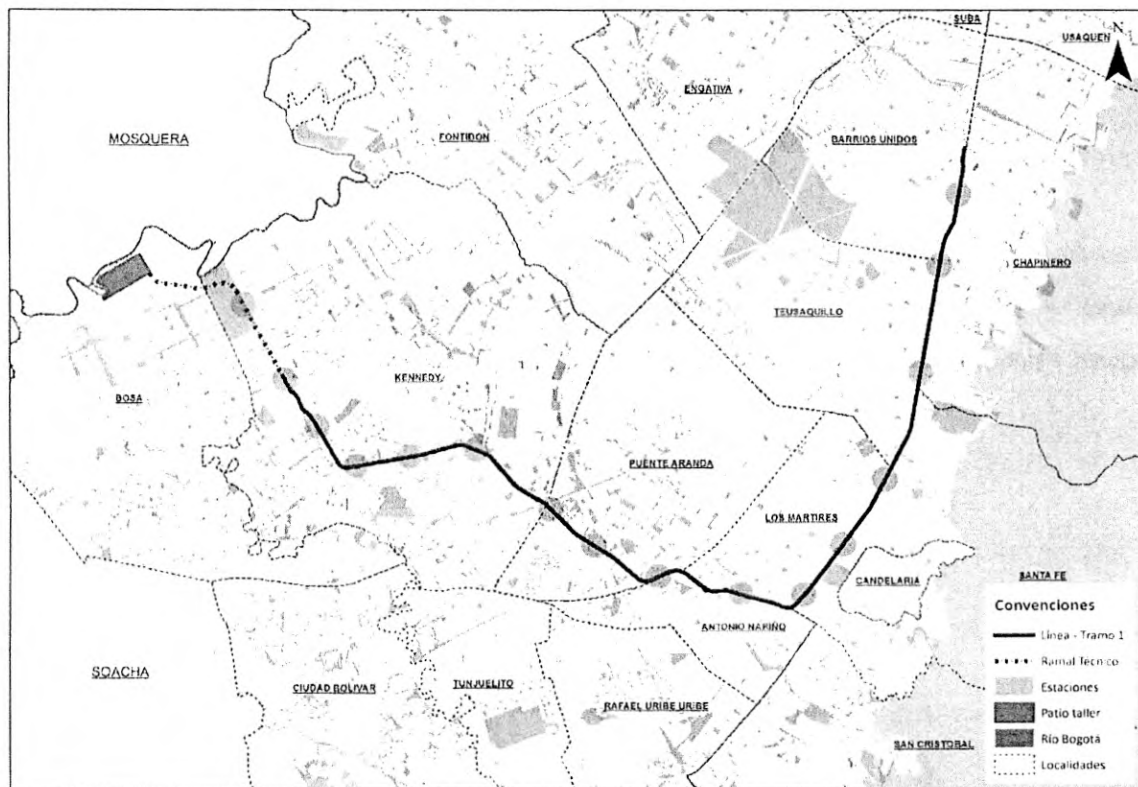 SUBA
USAQUEN
N
ENGATIVA
MOSQUERA
FONTIBON
BARRIOS UNIDOS
CHAPINERO
TEUSAQUILLO
KENNEDY
BOSA
PUENTE ARANDA
LOS MARTIRES
CANDELARIA
SANTA FE
ANTONIO NARIÑO
SOACHA
CIUDAD BOLIVAR
TUNJUELITO
RAFAEL URIBE URIBE
SAN CRISTOBAL
Convenciones
Línea - Tramo 1
Ramal Técnico
Estaciones
Patio taller
Río Bogotá
Localidades